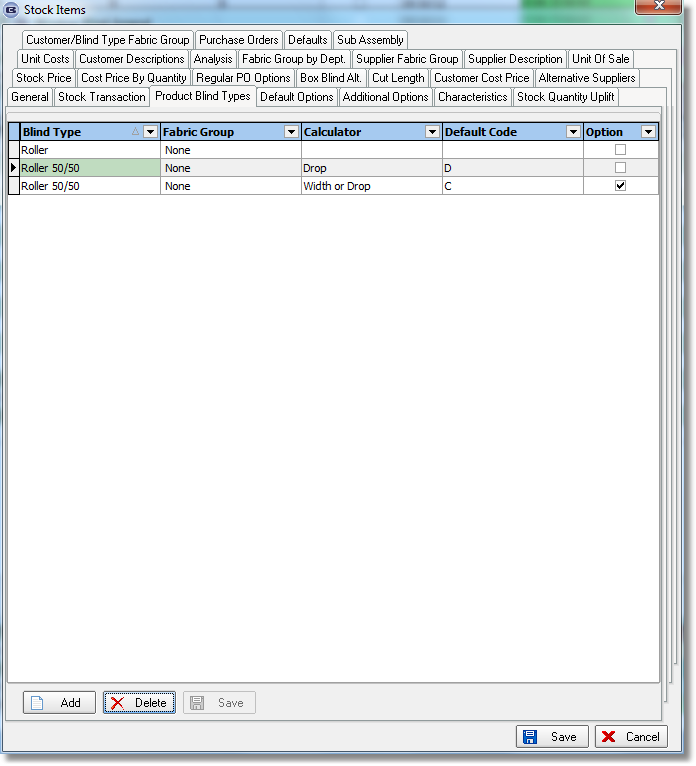 Stock Items
Customer/Blind Type Fabric Group Purchase Orders Defaults Sub Assembly
Unit Costs Customer Descriptions Analysis Fabric Group by Dept. Supplier Fabric Group Supplier Description Unit Of Sale
Stock Price Cost Price By Quantity Regular PO Options Box Blind Alt. Cut Length Customer Cost Price Alternative Suppliers
General Stock Transaction Product Blind Types Default Options Additional Options Characteristics Stock Quantity Uplift
Blind Type Fabric Group Calculator Default Code Option
Roller None
Roller 50/50 None Drop D
Roller 50/50 None Width or Drop C
Add Delete Save
Save Cancel